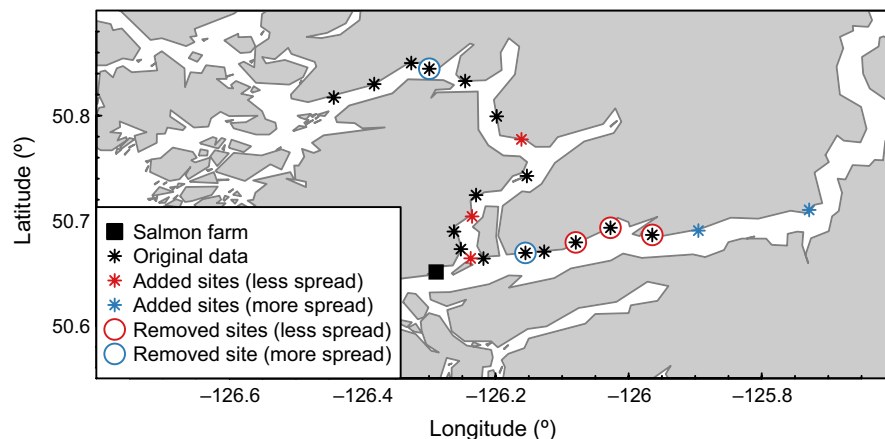 Latitude (º)
50.8
50.7
50.6
Salmon farm
Original data
Added sites (less spread)
Added sites (more spread)
Removed sites (less spread)
Removed site (more spread)
−126.6
−126.4
−126.2
−126
−125.8
Longitude (º)